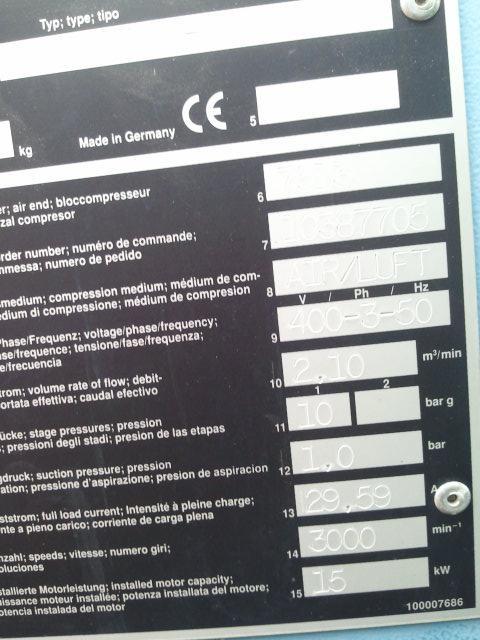 Typ; type; tipo
kg
Made in Germany CE 5
r; air end; bloccompresseur
zal compresor
6
order number; numéro de commande;
mmessa; numero de pedido
7 10387705
medium; compression medium; médium de com-
edium di compressione; médium de compresion
8 AIR/LUFT
V / Ph / Hz
Phase/Frequenz; voltage/phase/frequency;
ase/frequence; tensione/fase/frequenza;
e/frecuencia
9 400-3-50
strom; volume rate of flow; debit-
ortata effettiva; caudal efectivo
10 2,10 m³/min
1 2
ücke; stage pressures; pression
; pressioni degli stadi; presion de las etapas
11 10 bar g
gdruck; suction pressure; pression
ation; pressione d'aspirazione; presion de aspiracion
12 1,0 bar
ststrom; full load current; Intensité à pleine charge;
nte a pieno carico; corriente de carga plena
13 29,59 A
nzahl; speeds; vitesse; numero giri;
oluciones
14 3000 min⁻¹
stallierte Motorleistung; installed motor capacity;
uissance moteur installée; potenza installata del motore;
otencia instalada del motor
15 15 kW
100007686